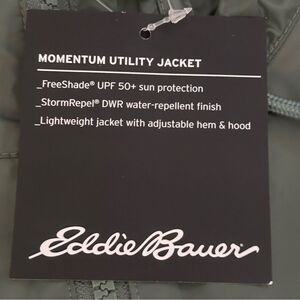 MOMENTUM UTILITY JACKET
_FreeShade® UPF 50+ sun protection
_StormRepel® DWR water-repellent finish
_Lightweight jacket with adjustable hem & hood
Eddie Bauer